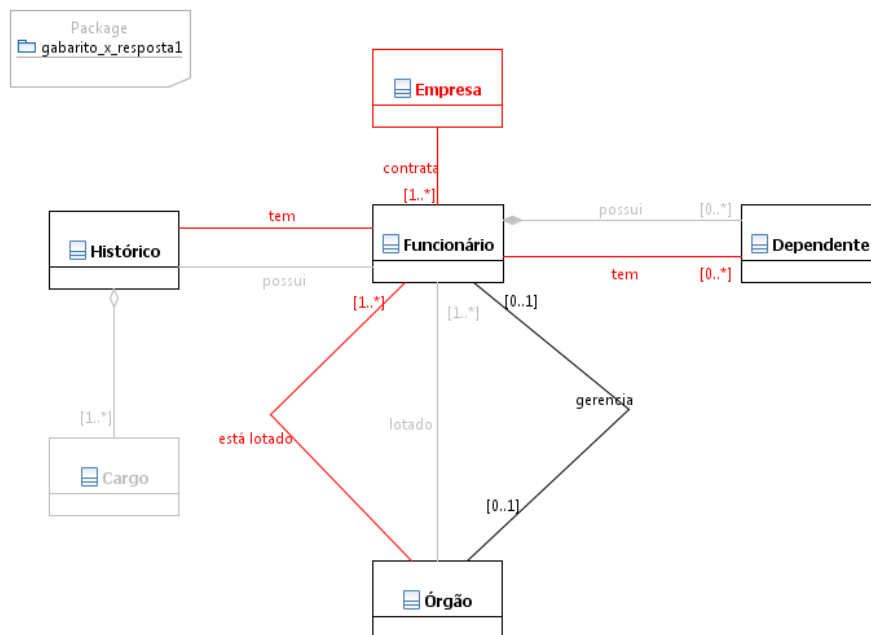 Package
gabarito_x_resposta1
Empresa
contrata
[1..*]
tem
possui
[0..*]
Histórico
Funcionário
Dependente
possui
tem
[0..*]
[1..*]
[1..*]
[0..1]
gerencia
[1..*]
lotado
está lotado
Cargo
[0..1]
Órgão